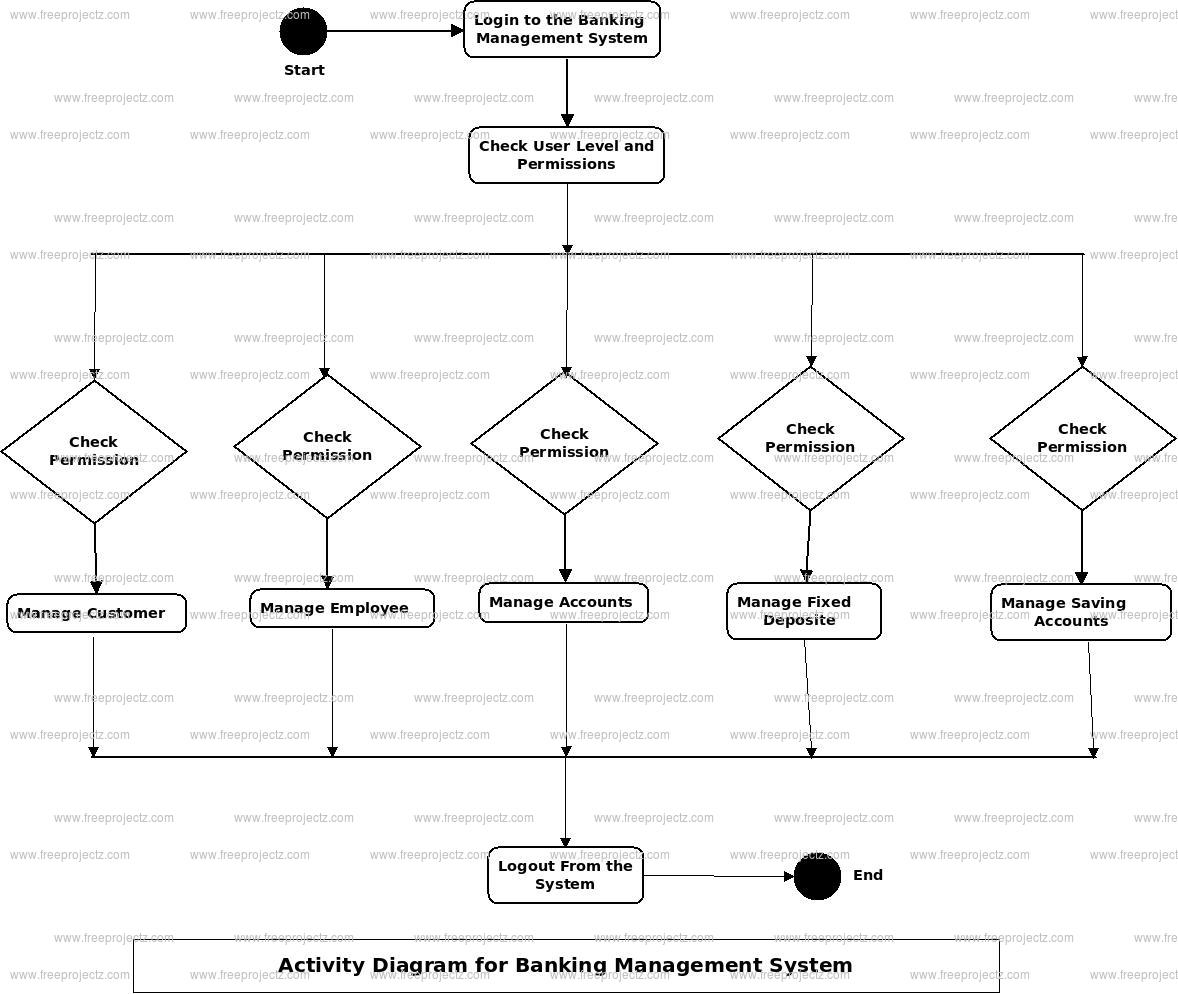 Login to the Banking
Management System
Start
Check User Level and
Permissions
Check
Permission
Check
Permission
Check
Permission
Check
Permission
Check
Permission
Manage Customer
Manage Employee
Manage Accounts
Manage Fixed
Deposite
Manage Saving
Accounts
Logout From the
System
End
Activity Diagram for Banking Management System
www.freeprojectz.com